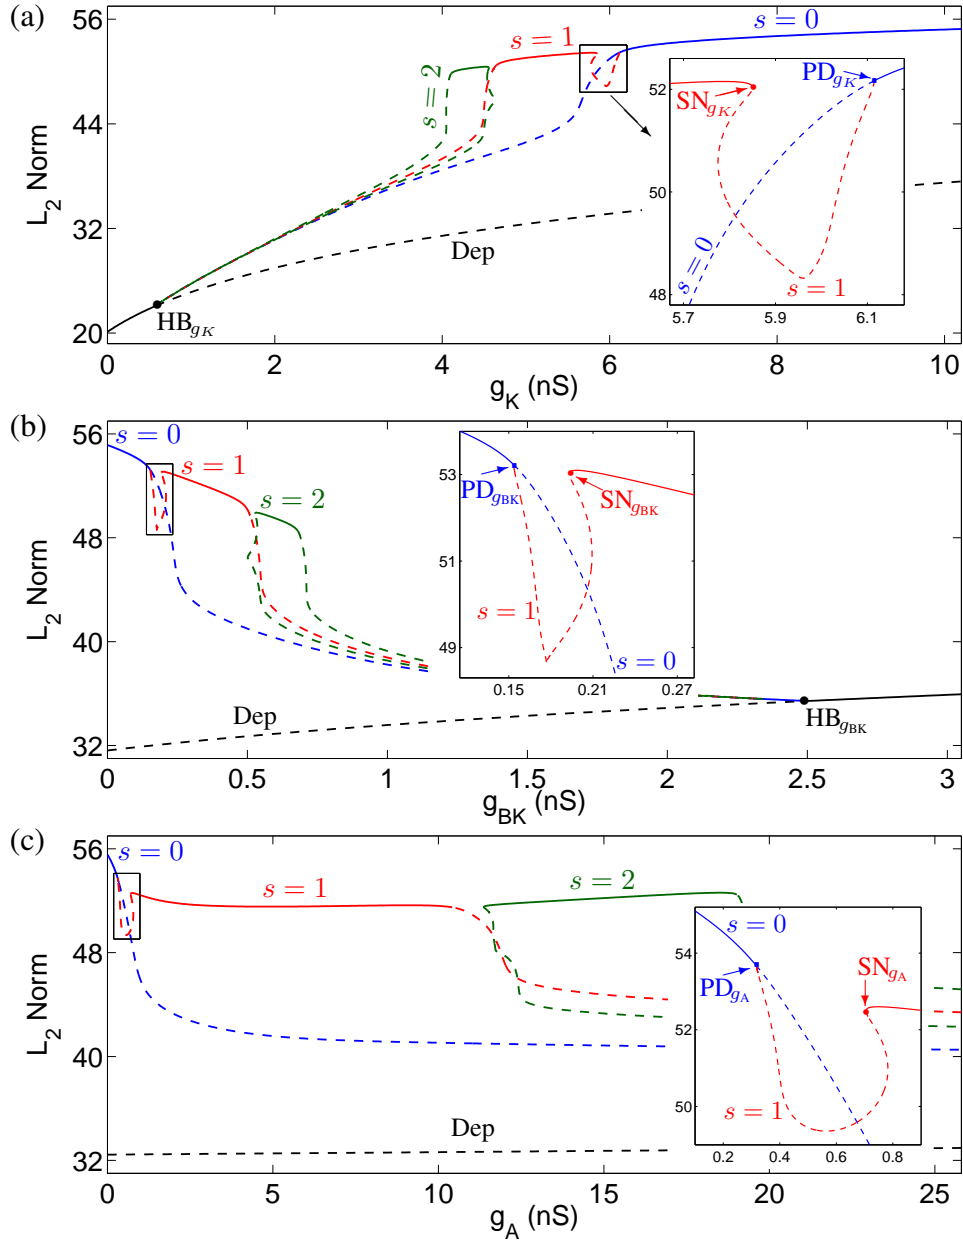 (a)
56
44
32
20
L2 Norm
s = 2
s = 1
s = 0
Dep
HBgK
52
50
48
SNgK
PDgK
s = 0
s = 1
5.7 5.9 6.1
0 2 4 6 8 10
gK (nS)
(b)
56
48
40
32
L2 Norm
s = 0
s = 1
s = 2
Dep
HBgBK
53
51
49
PDgBK
SNgBK
s = 1
s = 0
0.15 0.21 0.27
0 0.5 1 1.5 2 2.5 3
gBK (nS)
(c)
56
48
40
32
L2 Norm
s = 0
s = 1
s = 2
Dep
54
52
50
s = 0
PDgA
SNgA
s = 1
0.2 0.4 0.6 0.8
0 5 10 15 20 25
gA (nS)